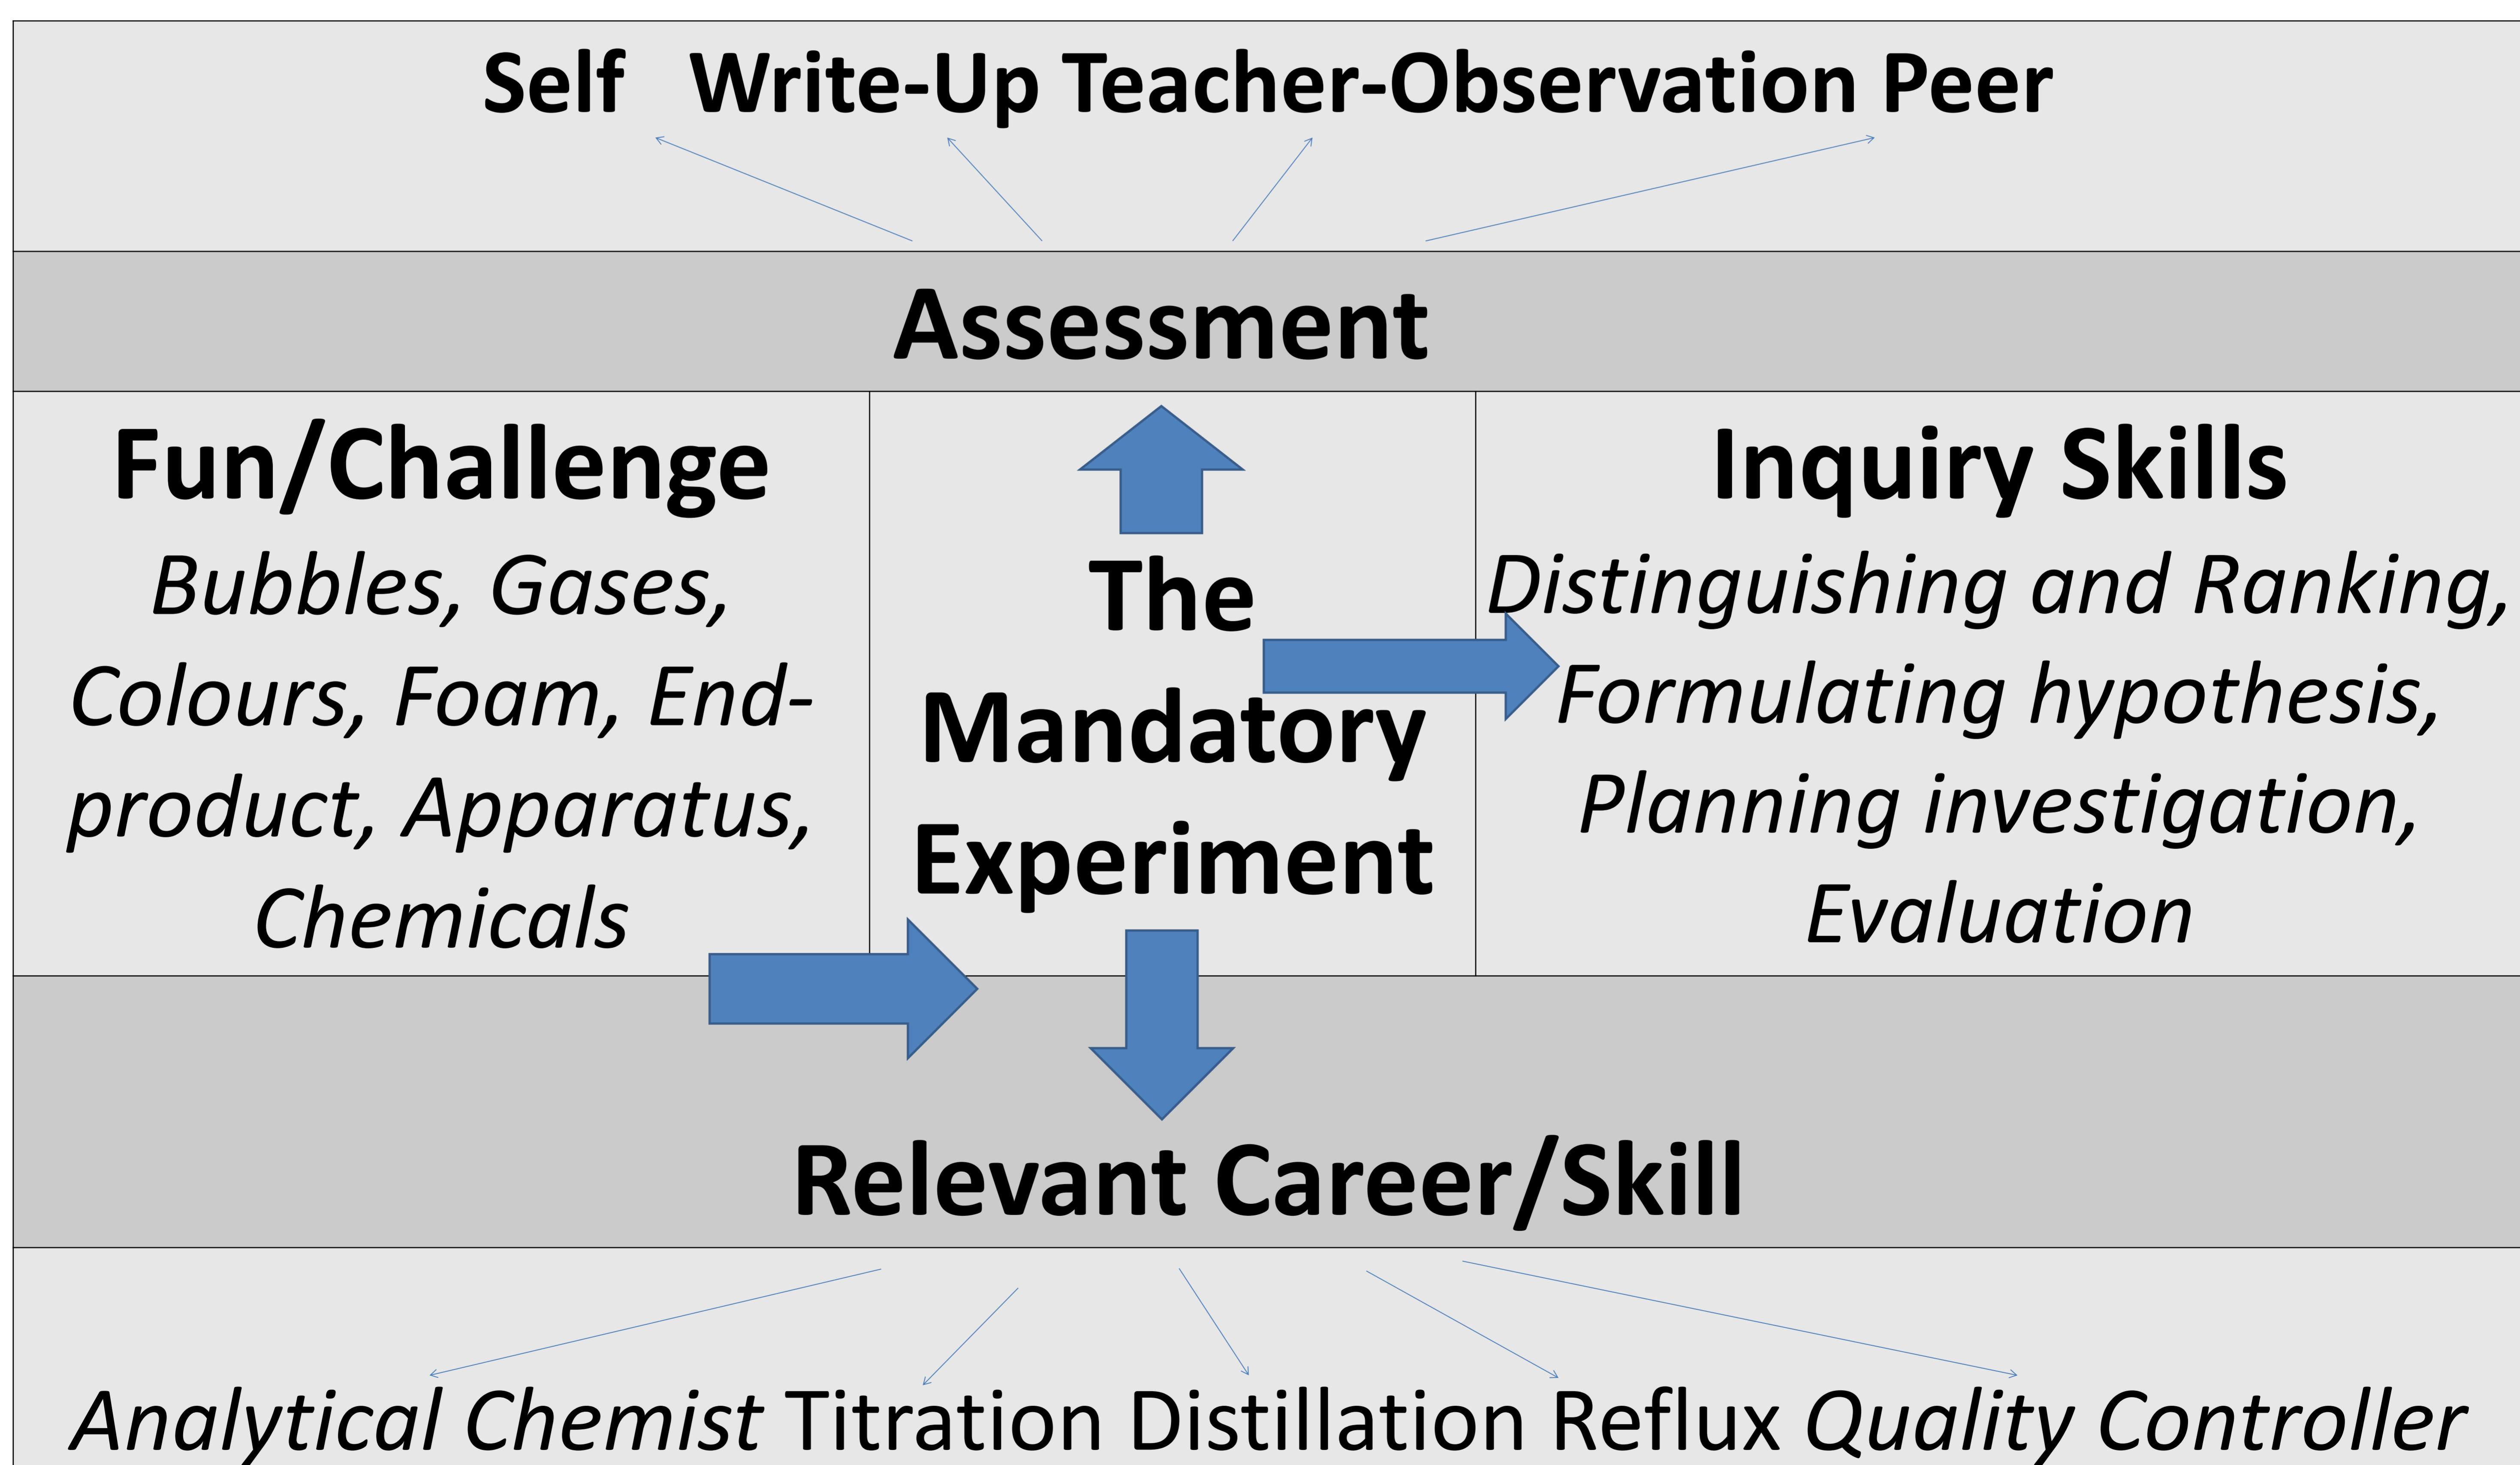 Self Write-Up Teacher-Observation Peer
Assessment
Fun/Challenge
Bubbles, Gases,
Colours, Foam, End-
product, Apparatus,
Chemicals
The
Mandatory
Experiment
Inquiry Skills
Distinguishing and Ranking,
Formulating hypothesis,
Planning investigation,
Evaluation
Relevant Career/Skill
Analytical Chemist Titration Distillation Reflux Quality Controller